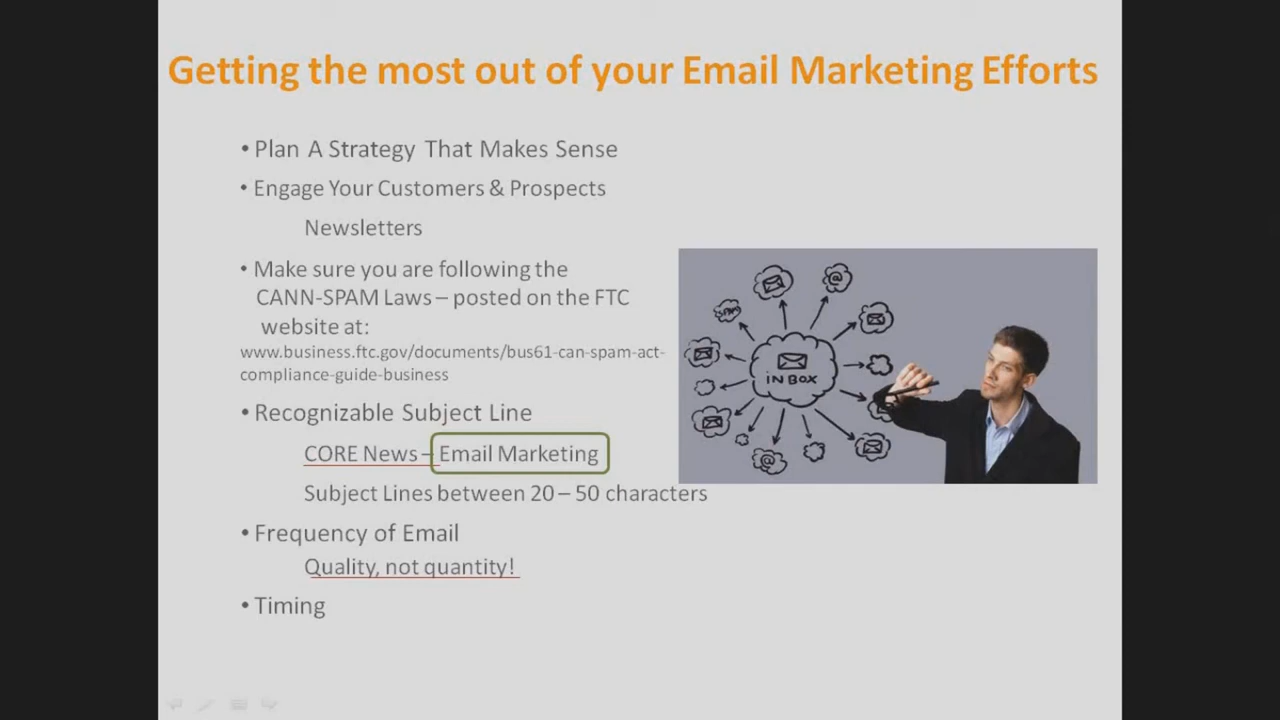 Getting the most out of your Email Marketing Efforts
• Plan A Strategy That Makes Sense
• Engage Your Customers & Prospects
Newsletters
• Make sure you are following the
CANN-SPAM Laws – posted on the FTC
website at:
www.business.ftc.gov/documents/bus61-can-spam-act-
compliance-guide-business
• Recognizable Subject Line
CORE News – Email Marketing
Subject Lines between 20 – 50 characters
• Frequency of Email
Quality, not quantity!
• Timing
@
SPAM
INBOX
@